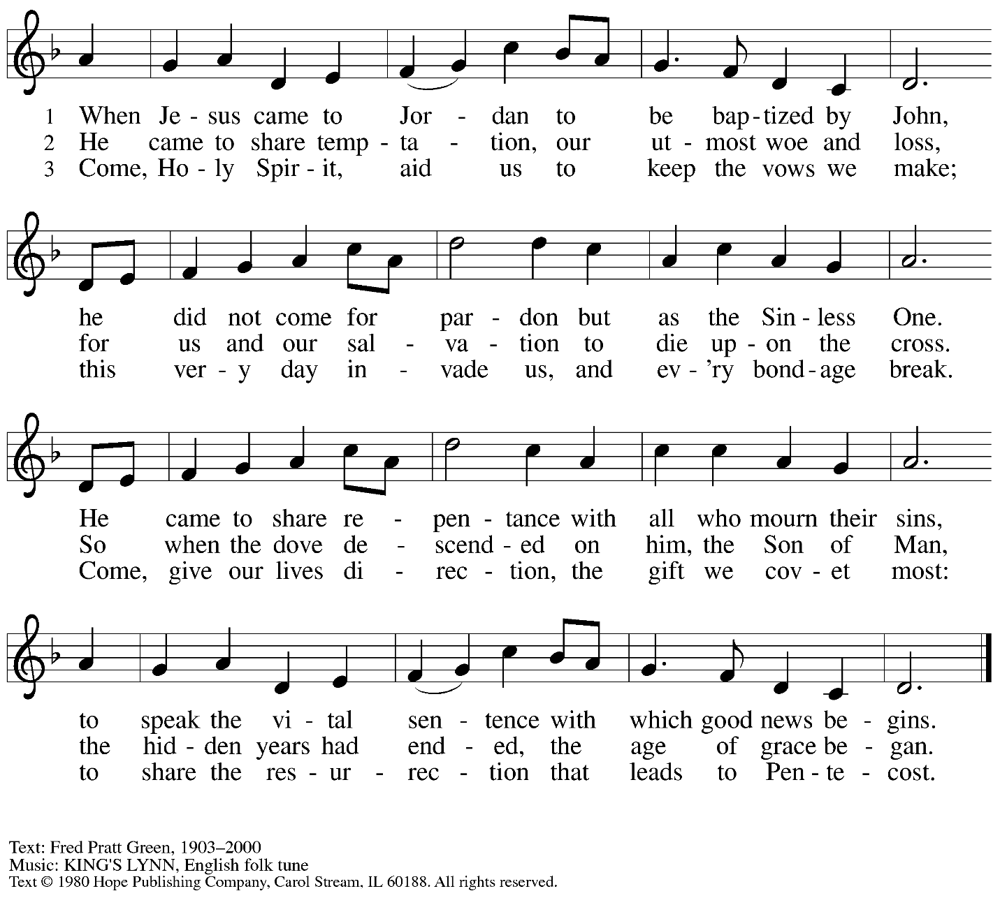 1 When Je - sus came to Jor - dan to be bap - tized by John,
2 He came to share temp - ta - tion, our ut - most woe and loss,
3 Come, Ho - ly Spir - it, aid us to keep the vows we make;
he did not come for par - don but as the Sin - less One.
for us and our sal - va - tion to die up - on the cross.
this ver - y day in - vade us, and ev - 'ry bond - age break.
He came to share re - pen - tance with all who mourn their sins,
So when the dove de - scend - ed on him, the Son of Man,
Come, give our lives di - rec - tion, the gift we cov - et most:
to speak the vi - tal sen - tence with which good news be - gins.
the hid - den years had end - ed, the age of grace be - gan.
to share the res - ur - rec - tion that leads to Pen - te - cost.
Text: Fred Pratt Green, 1903–2000
Music: KING'S LYNN, English folk tune
Text © 1980 Hope Publishing Company, Carol Stream, IL 60188. All rights reserved.